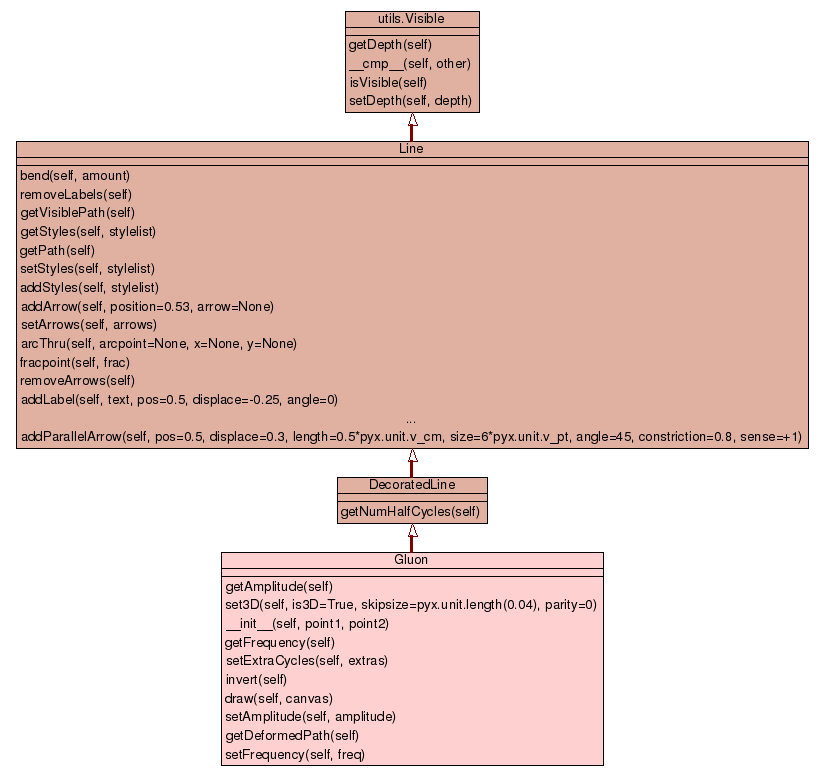 utils.Visible
getDepth(self)
__cmp__(self, other)
isVisible(self)
setDepth(self, depth)
Line
bend(self, amount)
removeLabels(self)
getVisiblePath(self)
getStyles(self, stylelist)
getPath(self)
setStyles(self, stylelist)
addStyles(self, stylelist)
addArrow(self, position=0.53, arrow=None)
setArrows(self, arrows)
arcThru(self, arcpoint=None, x=None, y=None)
fracpoint(self, frac)
removeArrows(self)
addLabel(self, text, pos=0.5, displace=-0.25, angle=0)
...
addParallelArrow(self, pos=0.5, displace=0.3, length=0.5*pyx.unit.v_cm, size=6*pyx.unit.v_pt, angle=45, constriction=0.8, sense=+1)
DecoratedLine
getNumHalfCycles(self)
Gluon
getAmplitude(self)
set3D(self, is3D=True, skipsize=pyx.unit.length(0.04), parity=0)
__init__(self, point1, point2)
getFrequency(self)
setExtraCycles(self, extras)
invert(self)
draw(self, canvas)
setAmplitude(self, amplitude)
getDeformedPath(self)
setFrequency(self, freq)